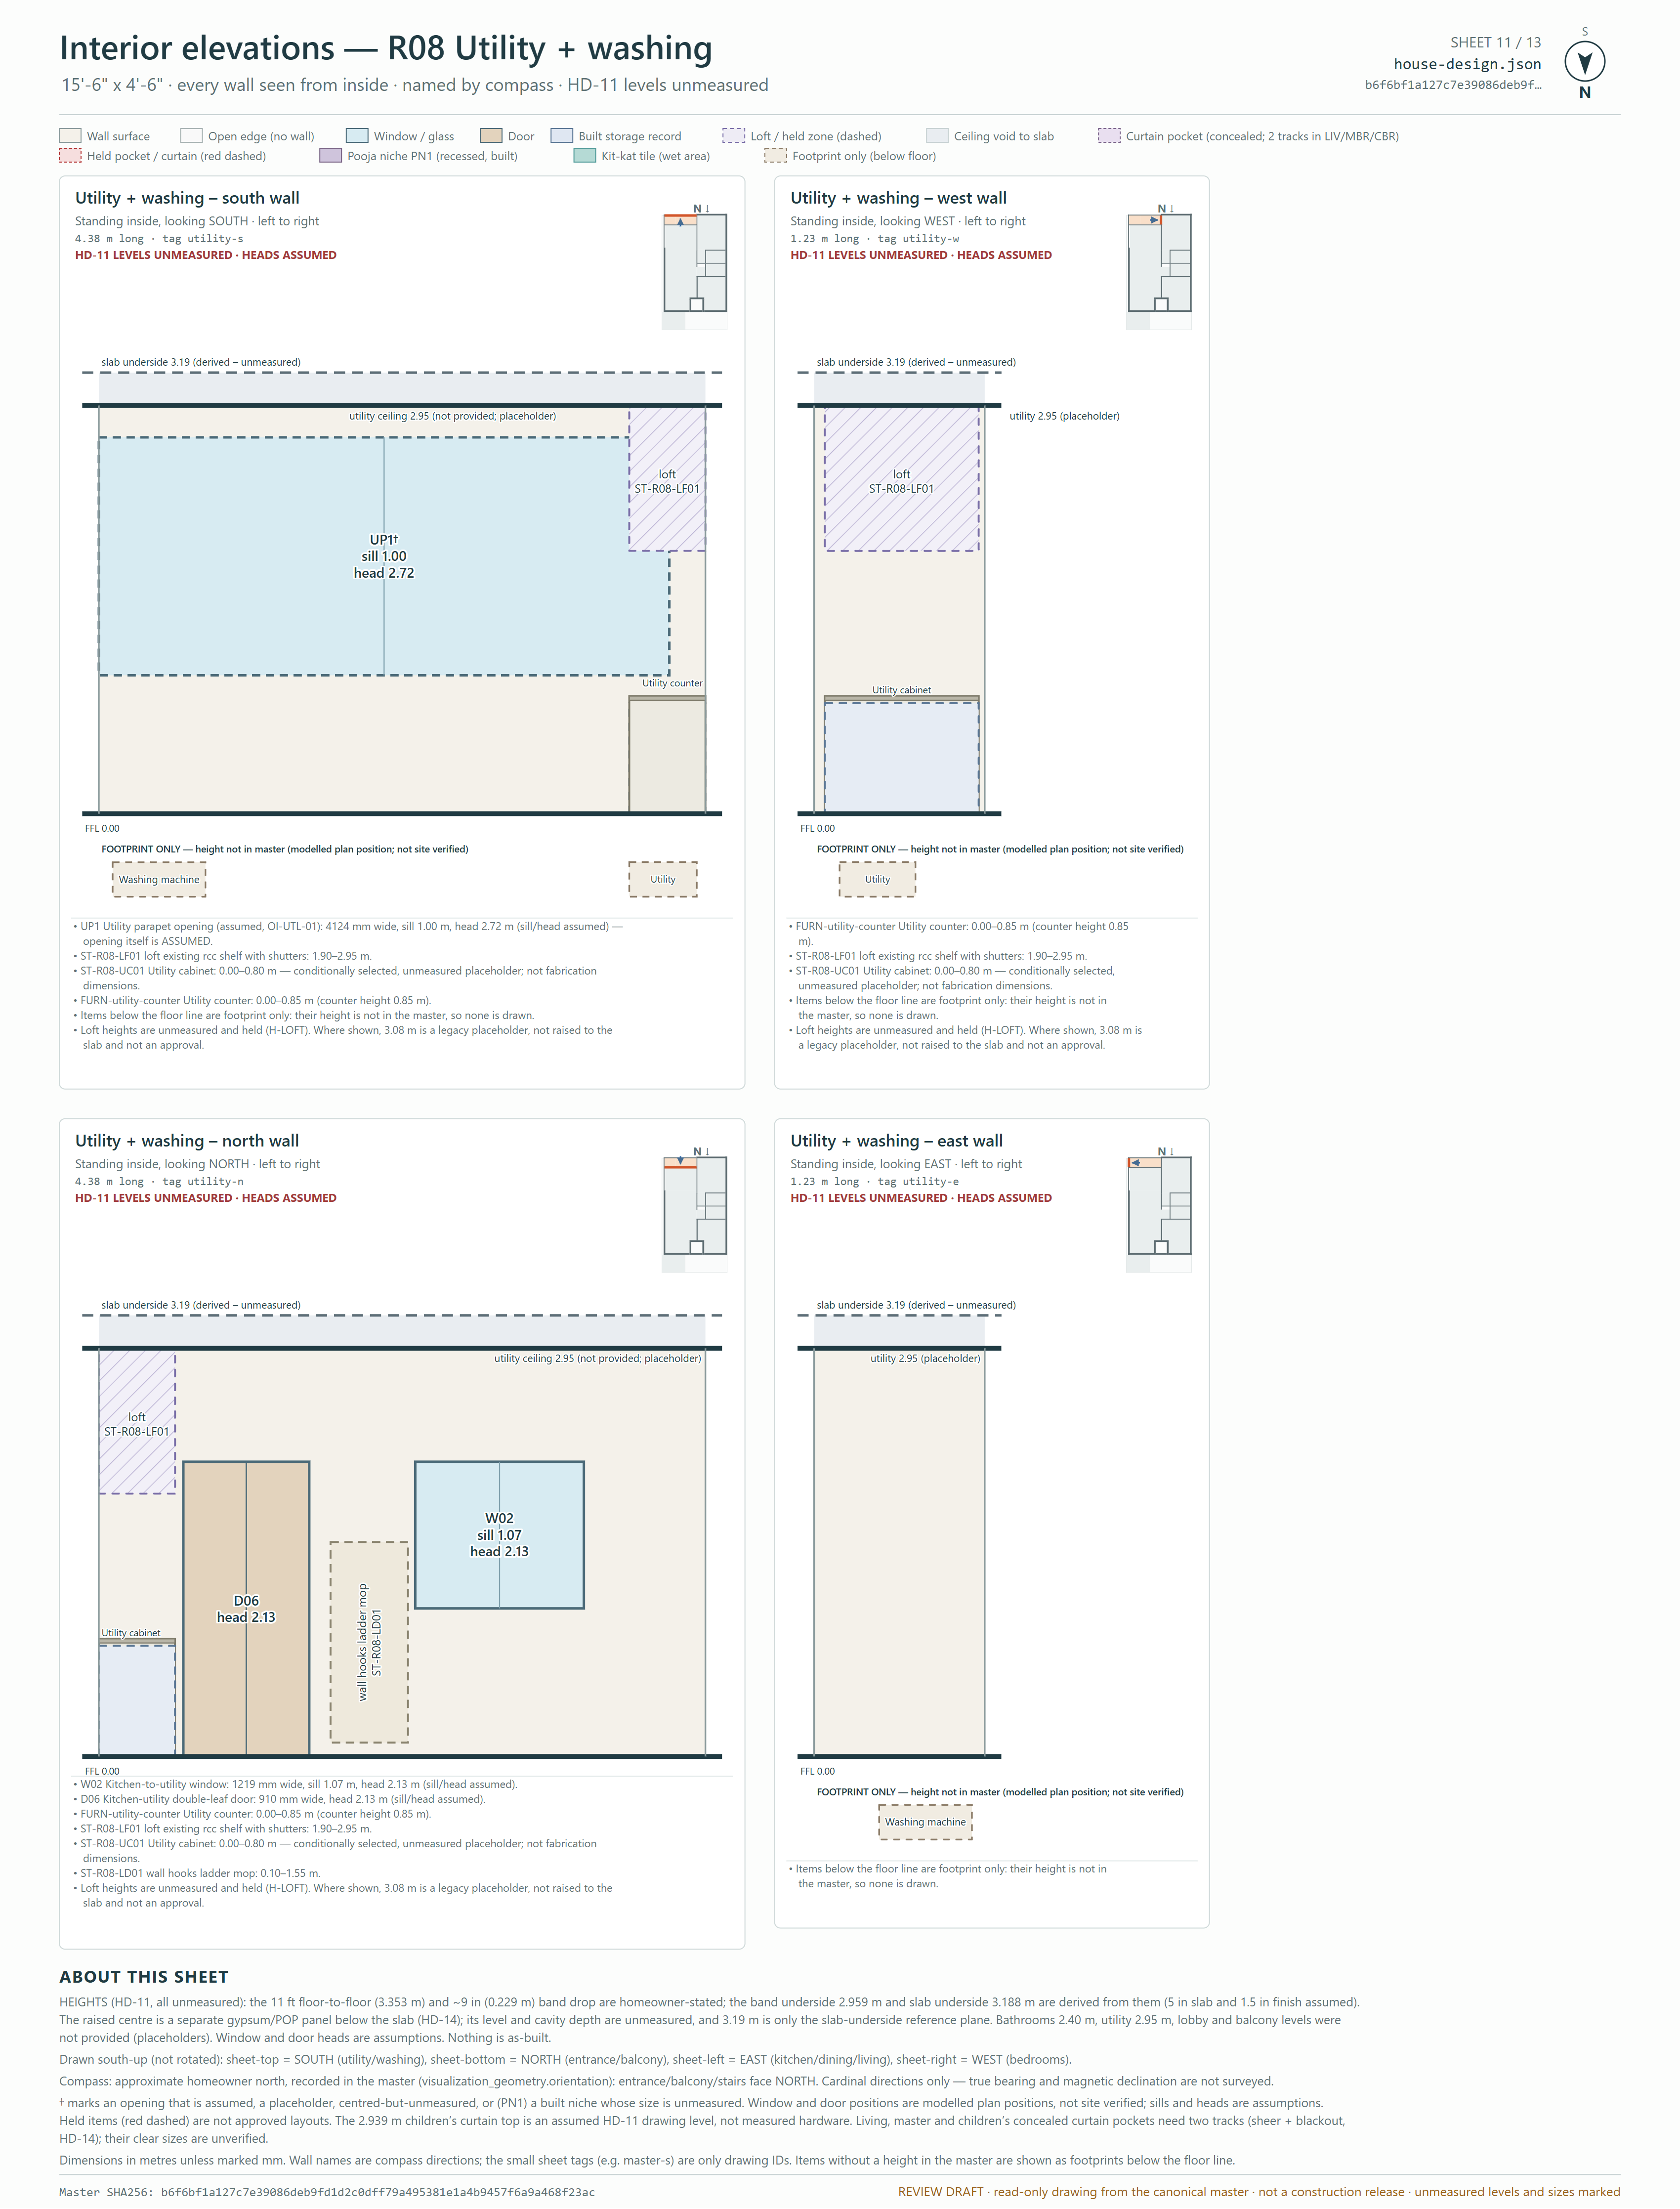 Interior elevations — R08 Utility + washing
15'-6" x 4'-6" · every wall seen from inside · named by compass · HD-11 levels unmeasured
SHEET 11 / 13
house-design.json
b6f6bf1a127c7e39086deb9f…
S
N
Wall surface
Open edge (no wall)
Window / glass
Door
Built storage record
Loft / held zone (dashed)
Ceiling void to slab
Curtain pocket (concealed; 2 tracks in LIV/MBR/CBR)
Held pocket / curtain (red dashed)
Pooja niche PN1 (recessed, built)
Kit-kat tile (wet area)
Footprint only (below floor)
Utility + washing – south wall
Standing inside, looking SOUTH · left to right
4.38 m long · tag utility-s
HD-11 LEVELS UNMEASURED · HEADS ASSUMED
N ↓
slab underside 3.19 (derived – unmeasured)
utility ceiling 2.95 (not provided; placeholder)
loft
ST-R08-LF01
UP1†
sill 1.00
head 2.72
Utility counter
FFL 0.00
FOOTPRINT ONLY — height not in master (modelled plan position; not site verified)
Washing machine
Utility
• UP1 Utility parapet opening (assumed, OI-UTL-01): 4124 mm wide, sill 1.00 m, head 2.72 m (sill/head assumed) —
opening itself is ASSUMED.
• ST-R08-LF01 loft existing rcc shelf with shutters: 1.90–2.95 m.
• ST-R08-UC01 Utility cabinet: 0.00–0.80 m — conditionally selected, unmeasured placeholder; not fabrication
dimensions.
• FURN-utility-counter Utility counter: 0.00–0.85 m (counter height 0.85 m).
• Items below the floor line are footprint only: their height is not in the master, so none is drawn.
• Loft heights are unmeasured and held (H-LOFT). Where shown, 3.08 m is a legacy placeholder, not raised to the
slab and not an approval.
Utility + washing – west wall
Standing inside, looking WEST · left to right
1.23 m long · tag utility-w
HD-11 LEVELS UNMEASURED · HEADS ASSUMED
N ↓
slab underside 3.19 (derived – unmeasured)
utility 2.95 (placeholder)
loft
ST-R08-LF01
Utility cabinet
FFL 0.00
FOOTPRINT ONLY — height not in master (modelled plan position; not site verified)
Utility
• FURN-utility-counter Utility counter: 0.00–0.85 m (counter height 0.85
m).
• ST-R08-LF01 loft existing rcc shelf with shutters: 1.90–2.95 m.
• ST-R08-UC01 Utility cabinet: 0.00–0.80 m — conditionally selected,
unmeasured placeholder; not fabrication dimensions.
• Items below the floor line are footprint only: their height is not in
the master, so none is drawn.
• Loft heights are unmeasured and held (H-LOFT). Where shown, 3.08 m is
a legacy placeholder, not raised to the slab and not an approval.
Utility + washing – north wall
Standing inside, looking NORTH · left to right
4.38 m long · tag utility-n
HD-11 LEVELS UNMEASURED · HEADS ASSUMED
N ↓
slab underside 3.19 (derived – unmeasured)
utility ceiling 2.95 (not provided; placeholder)
loft
ST-R08-LF01
W02
sill 1.07
head 2.13
D06
head 2.13
wall hooks ladder mop
ST-R08-LD01
Utility cabinet
FFL 0.00
• W02 Kitchen-to-utility window: 1219 mm wide, sill 1.07 m, head 2.13 m (sill/head assumed).
• D06 Kitchen-utility double-leaf door: 910 mm wide, head 2.13 m (sill/head assumed).
• FURN-utility-counter Utility counter: 0.00–0.85 m (counter height 0.85 m).
• ST-R08-LF01 loft existing rcc shelf with shutters: 1.90–2.95 m.
• ST-R08-UC01 Utility cabinet: 0.00–0.80 m — conditionally selected, unmeasured placeholder; not fabrication
dimensions.
• ST-R08-LD01 wall hooks ladder mop: 0.10–1.55 m.
• Loft heights are unmeasured and held (H-LOFT). Where shown, 3.08 m is a legacy placeholder, not raised to the
slab and not an approval.
Utility + washing – east wall
Standing inside, looking EAST · left to right
1.23 m long · tag utility-e
HD-11 LEVELS UNMEASURED · HEADS ASSUMED
N ↓
slab underside 3.19 (derived – unmeasured)
utility 2.95 (placeholder)
FFL 0.00
FOOTPRINT ONLY — height not in master (modelled plan position; not site verified)
Washing machine
• Items below the floor line are footprint only: their height is not in
the master, so none is drawn.
ABOUT THIS SHEET
HEIGHTS (HD-11, all unmeasured): the 11 ft floor-to-floor (3.353 m) and ~9 in (0.229 m) band drop are homeowner-stated; the band underside 2.959 m and slab underside 3.188 m are derived from them (5 in slab and 1.5 in finish assumed).
The raised centre is a separate gypsum/POP panel below the slab (HD-14); its level and cavity depth are unmeasured, and 3.19 m is only the slab-underside reference plane. Bathrooms 2.40 m, utility 2.95 m, lobby and balcony levels were
not provided (placeholders). Window and door heads are assumptions. Nothing is as-built.
Drawn south-up (not rotated): sheet-top = SOUTH (utility/washing), sheet-bottom = NORTH (entrance/balcony), sheet-left = EAST (kitchen/dining/living), sheet-right = WEST (bedrooms).
Compass: approximate homeowner north, recorded in the master (visualization_geometry.orientation): entrance/balcony/stairs face NORTH. Cardinal directions only — true bearing and magnetic declination are not surveyed.
† marks an opening that is assumed, a placeholder, centred-but-unmeasured, or (PN1) a built niche whose size is unmeasured. Window and door positions are modelled plan positions, not site verified; sills and heads are assumptions.
Held items (red dashed) are not approved layouts. The 2.939 m children's curtain top is an assumed HD-11 drawing level, not measured hardware. Living, master and children's concealed curtain pockets need two tracks (sheer + blackout,
HD-14); their clear sizes are unverified.
Dimensions in metres unless marked mm. Wall names are compass directions; the small sheet tags (e.g. master-s) are only drawing IDs. Items without a height in the master are shown as footprints below the floor line.
Master SHA256: b6f6bf1a127c7e39086deb9fd1d2c0dff79a495381e1a4b9457f6a9a468f23ac
REVIEW DRAFT · read-only drawing from the canonical master · not a construction release · unmeasured levels and sizes marked